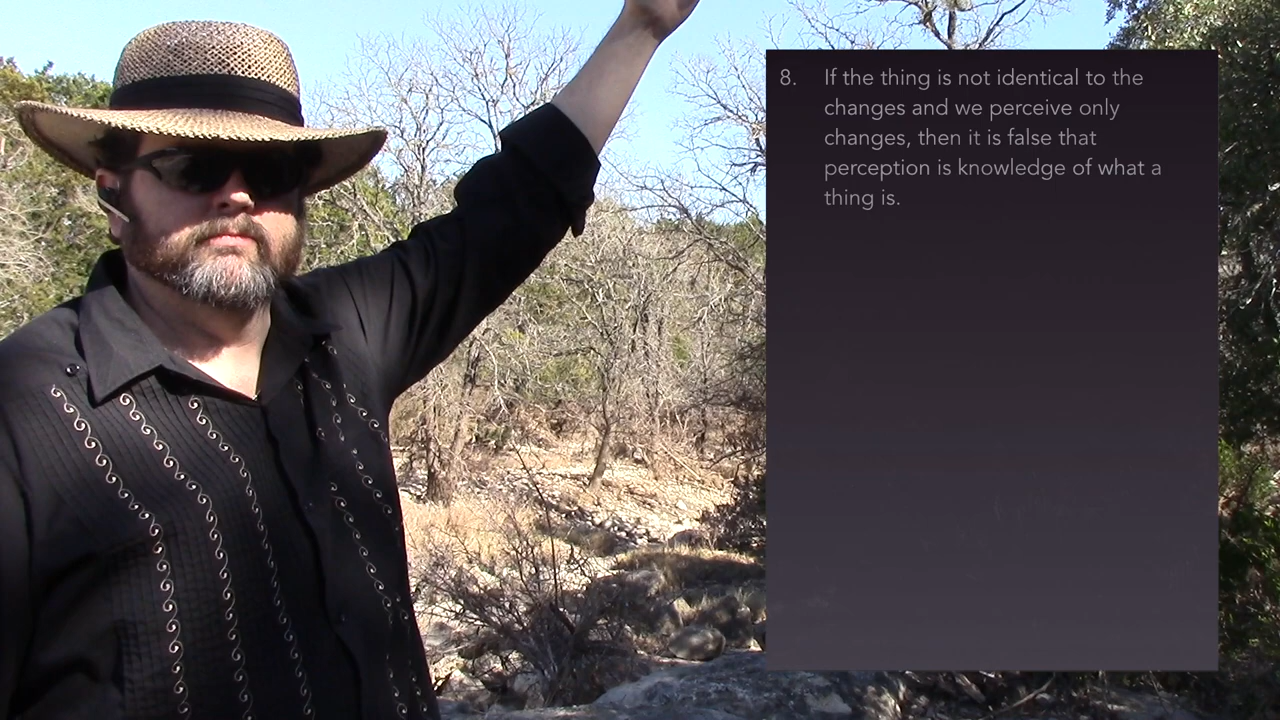 8. If the thing is not identical to the
changes and we perceive only
changes, then it is false that
perception is knowledge of what a
thing is.